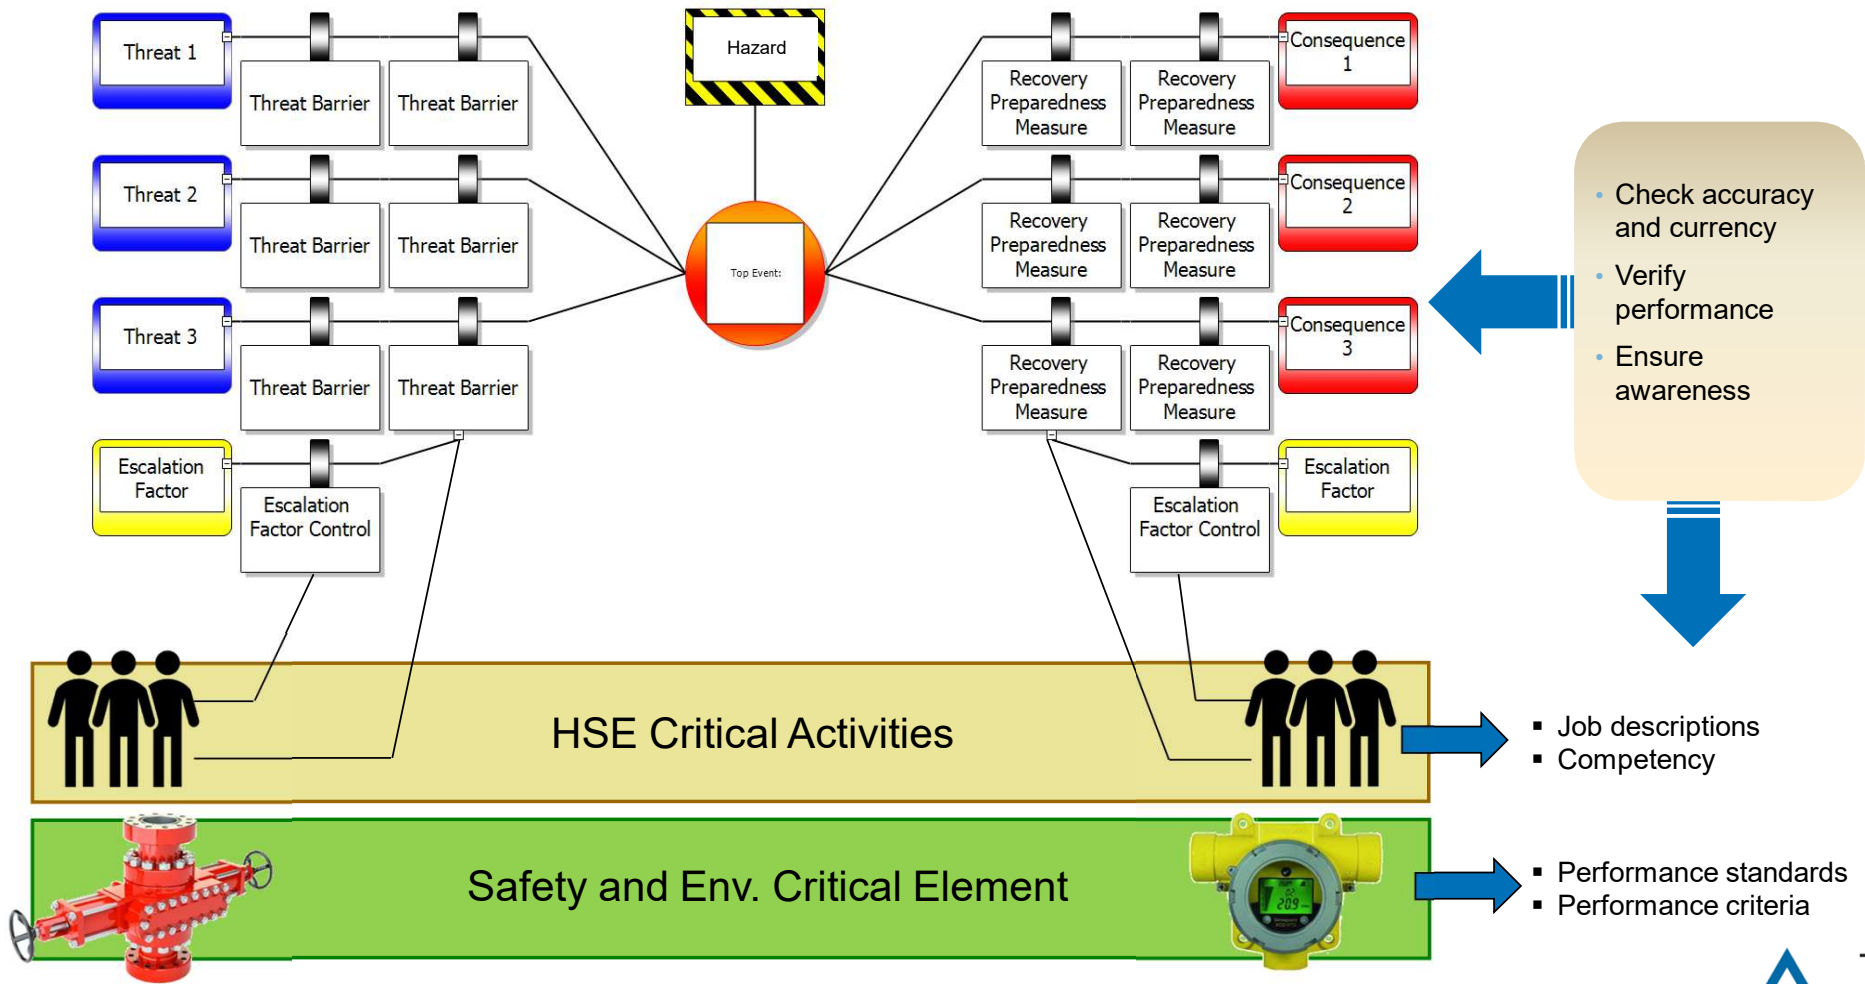 Hazard
Threat 1
Threat Barrier
Threat Barrier
Recovery
Preparedness
Measure
Recovery
Preparedness
Measure
Consequence
1
Threat 2
Threat Barrier
Threat Barrier
Top Event:
Recovery
Preparedness
Measure
Recovery
Preparedness
Measure
Consequence
2
Threat 3
Threat Barrier
Threat Barrier
Recovery
Preparedness
Measure
Recovery
Preparedness
Measure
Consequence
3
Escalation
Factor
Escalation
Factor Control
Escalation
Factor Control
Escalation
Factor
• Check accuracy
and currency
• Verify
performance
• Ensure
awareness
HSE Critical Activities
▪ Job descriptions
▪ Competency
Safety and Env. Critical Element
20.9
▪ Performance standards
▪ Performance criteria